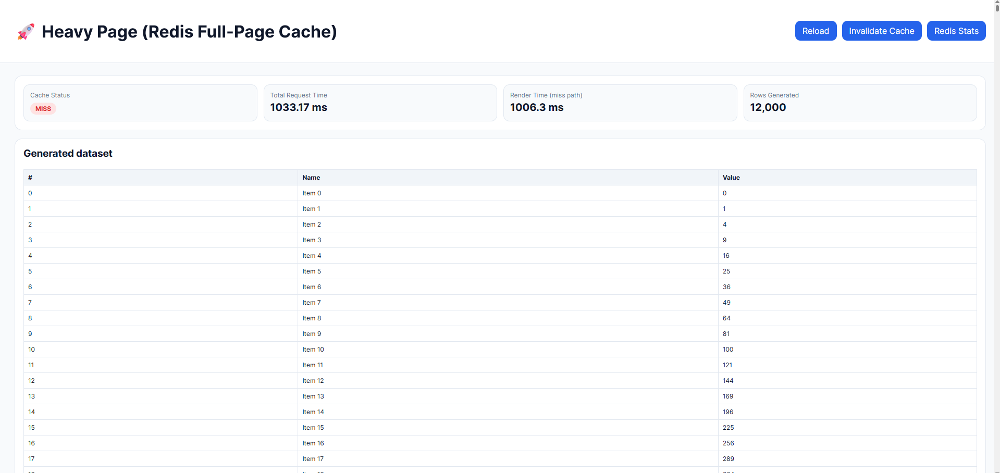 🚀 Heavy Page (Redis Full-Page Cache)
Reload Invalidate Cache Redis Stats
Cache Status
MISS
Total Request Time
1033.17 ms
Render Time (miss path)
1006.3 ms
Rows Generated
12,000
Generated dataset
# Name Value
0 Item 0 0
1 Item 1 1
2 Item 2 4
3 Item 3 9
4 Item 4 16
5 Item 5 25
6 Item 6 36
7 Item 7 49
8 Item 8 64
9 Item 9 81
10 Item 10 100
11 Item 11 121
12 Item 12 144
13 Item 13 169
14 Item 14 196
15 Item 15 225
16 Item 16 256
17 Item 17 289